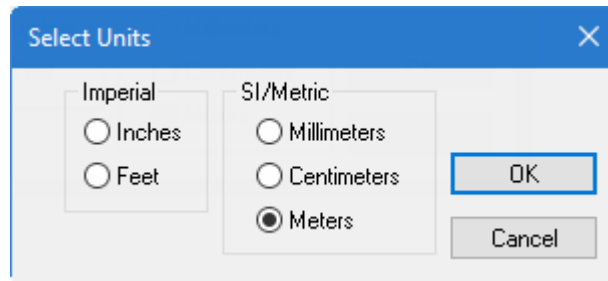 Select Units
Imperial
Inches
Feet
SI/Metric
Millimeters
Centimeters
Meters
OK
Cancel